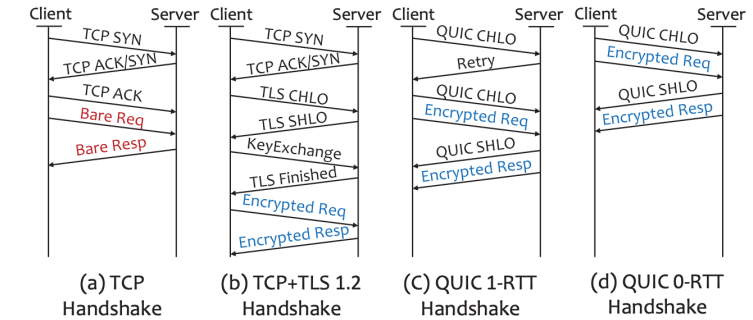 Client Server
TCP SYN
TCP ACK/SYN
TCP ACK
Bare Req
Bare Resp
(a) TCP
Handshake
Client Server
TCP SYN
TCP ACK/SYN
TLS CHLO
TLS SHLO
KeyExchange
TLS Finished
Encrypted Req
Encrypted Resp
(b) TCP+TLS 1.2
Handshake
Client Server
QUIC CHLO
Retry
QUIC CHLO
Encrypted Req
QUIC SHLO
Encrypted Resp
(C) QUIC 1-RTT
Handshake
Client Server
QUIC CHLO
Encrypted Req
QUIC SHLO
Encrypted Resp
(d) QUIC 0-RTT
Handshake